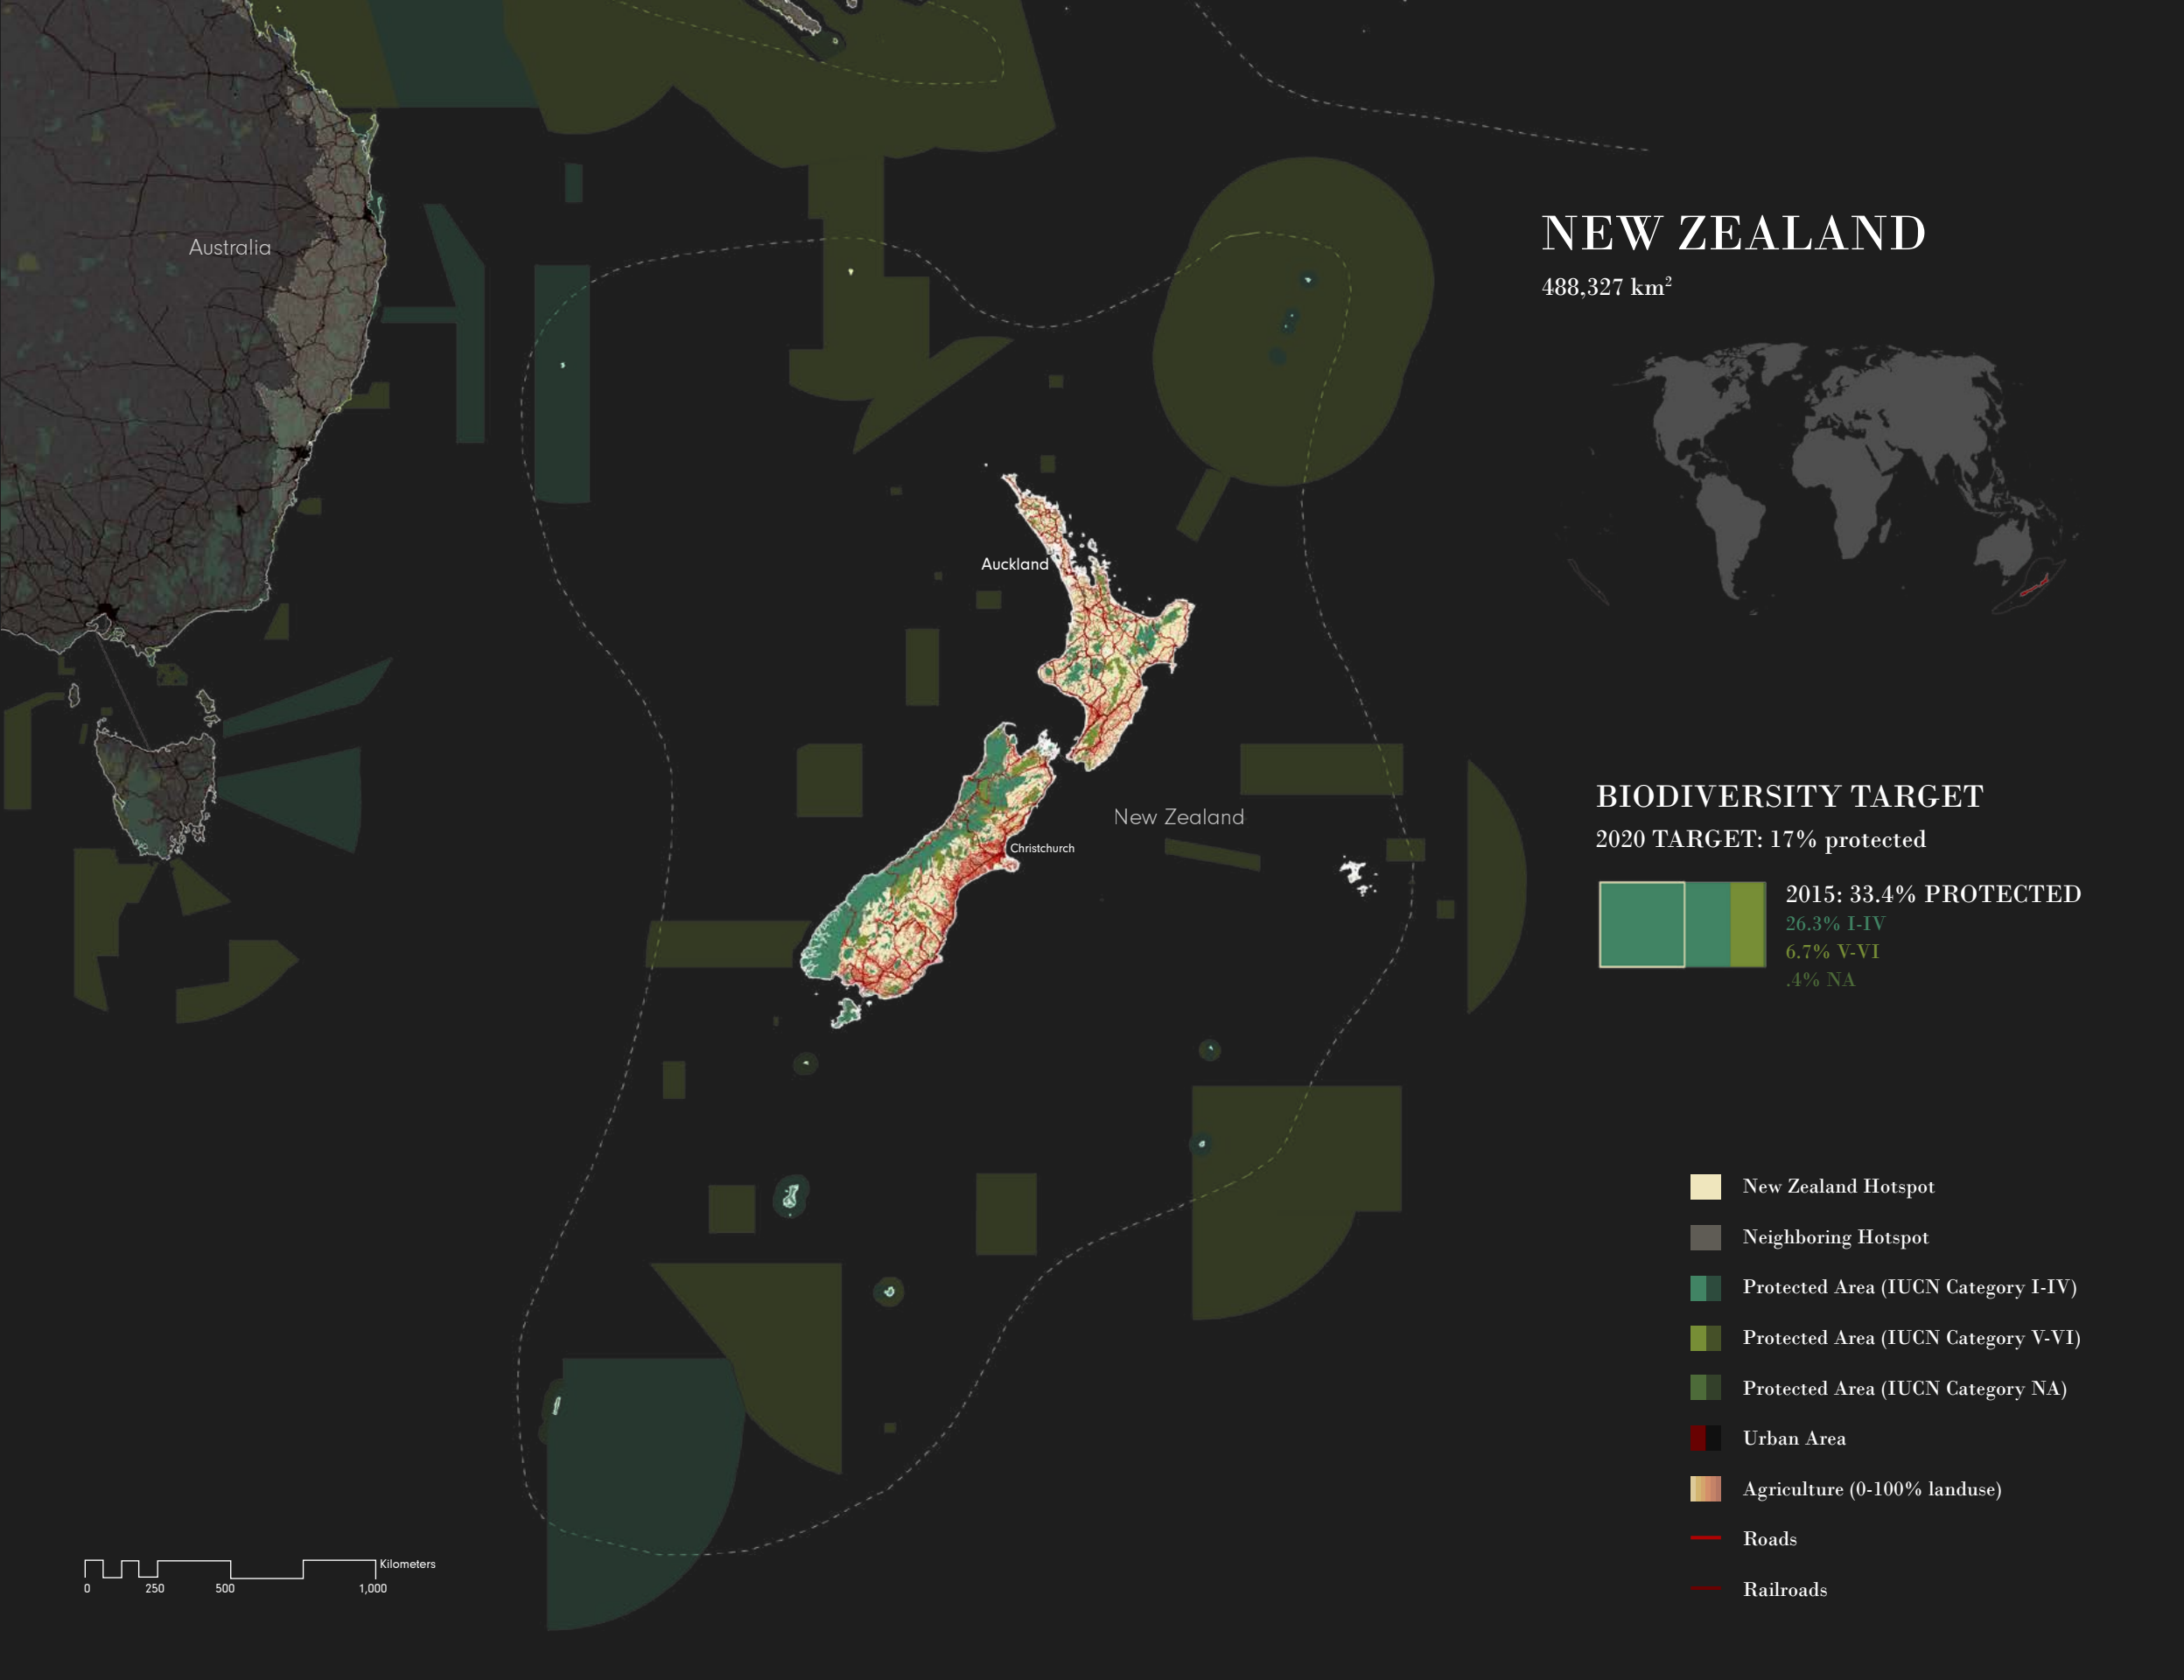 Australia
Auckland
New Zealand
Christchurch
NEW ZEALAND
488,327 km²
BIODIVERSITY TARGET
2020 TARGET: 17% protected
2015: 33.4% PROTECTED
26.3% I-IV
6.7% V-VI
.4% NA
New Zealand Hotspot
Neighboring Hotspot
Protected Area (IUCN Category I-IV)
Protected Area (IUCN Category V-VI)
Protected Area (IUCN Category NA)
Urban Area
Agriculture (0-100% landuse)
Roads
Railroads
Kilometers
0 250 500 1,000